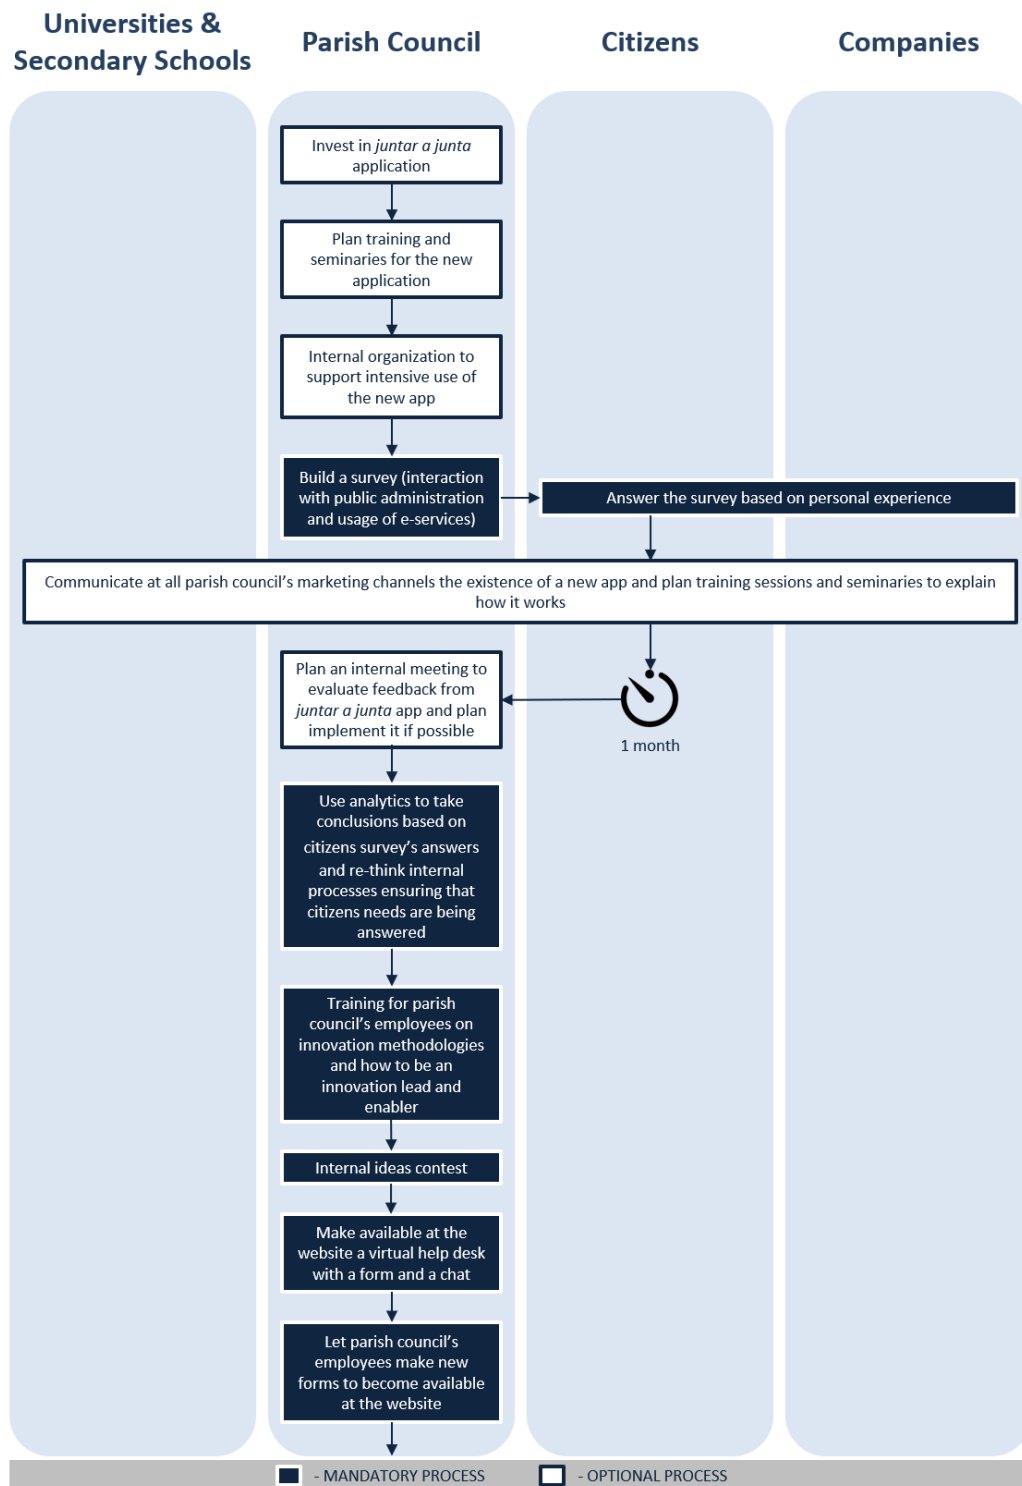 Universities &
Secondary Schools
Parish Council
Citizens
Companies
Invest in juntar a junta
application
Plan training and
seminaries for the new
application
Internal organization to
support intensive use of
the new app
Build a survey (interaction
with public administration
and usage of e-services)
Answer the survey based on personal experience
Communicate at all parish council's marketing channels the existence of a new app and plan training sessions and seminaries to explain
how it works
Plan an internal meeting to
evaluate feedback from
juntar a junta app and plan
implement it if possible
1 month
Use analytics to take
conclusions based on
citizens survey's answers
and re-think internal
processes ensuring that
citizens needs are being
answered
Training for parish
council's employees on
innovation methodologies
and how to be an
innovation lead and
enabler
Internal ideas contest
Make available at the
website a virtual help desk
with a form and a chat
Let parish council's
employees make new
forms to become available
at the website
- MANDATORY PROCESS
- OPTIONAL PROCESS